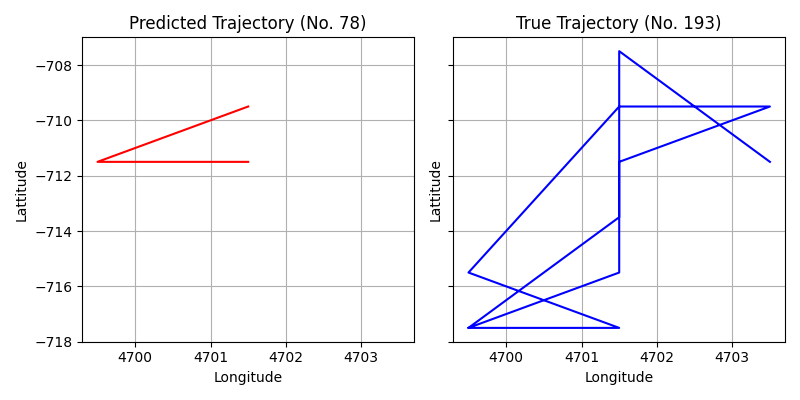 Predicted Trajectory (No. 78)
True Trajectory (No. 193)
−708
−710
−712
−714
−716
−718
Lattitude
Lattitude
4700
4701
4702
4703
4700
4701
4702
4703
Longitude
Longitude